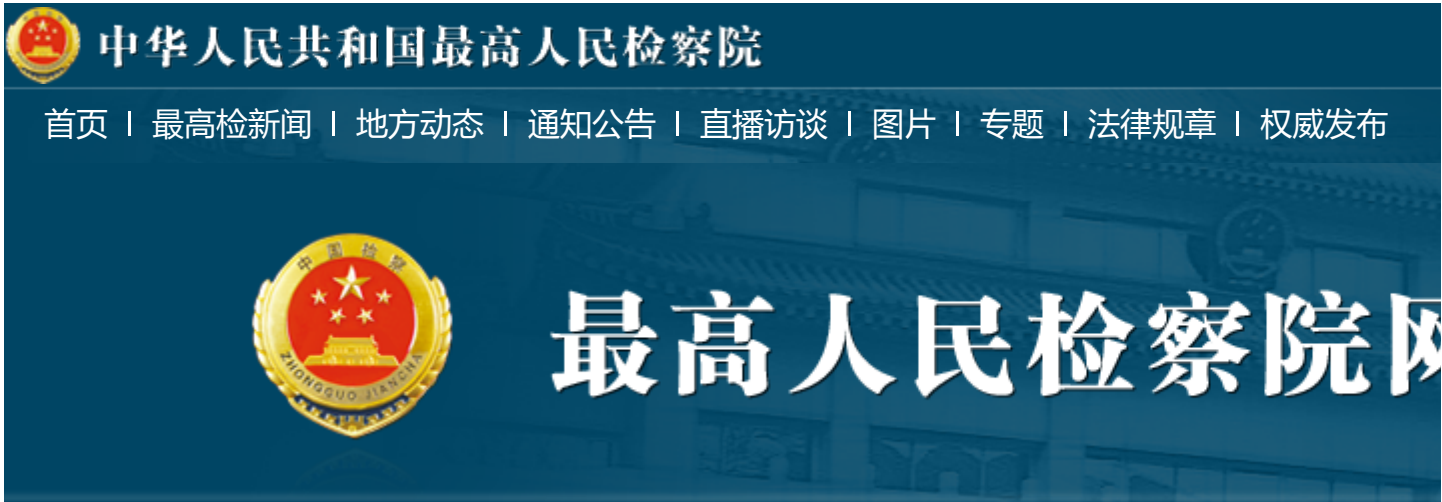 中华人民共和国最高人民检察院
首页 | 最高检新闻 | 地方动态 | 通知公告 | 直播访谈 | 图片 | 专题 | 法律规章 | 权威发布
中国检察
最高人民检察院网
ZHONGGUO JIANCHA